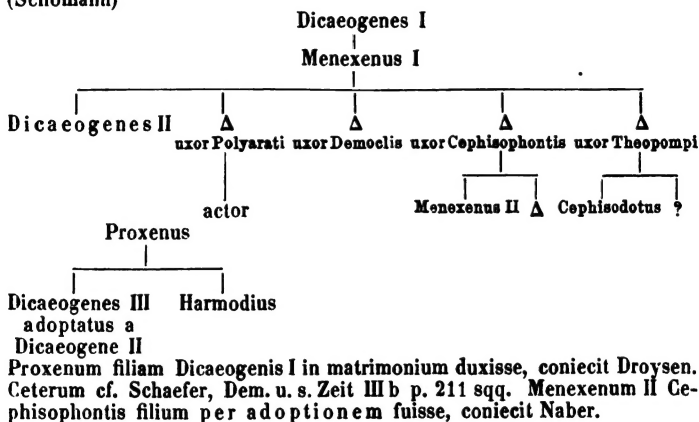 (Schömann)
Dicaeogenes I
Menexenus I
Dicaeogenes II Δ Δ Δ Δ
uxor Polyarati uxor Democlis uxor Cephisophontis uxor Theopompi
actor Menexenus II Δ Cephisodotus ?
Proxenus
Dicaeogenes III Harmodius
adoptatus a
Dicaeogene II
Proxenum filiam Dicaeogenis I in matrimonium duxisse, coniecit Droysen.
Ceterum cf. Schaefer, Dem. u. s. Zeit III b p. 211 sqq. Menexenum II Ce-
phisophontis filium per adoptionem fuisse, coniecit Naber.